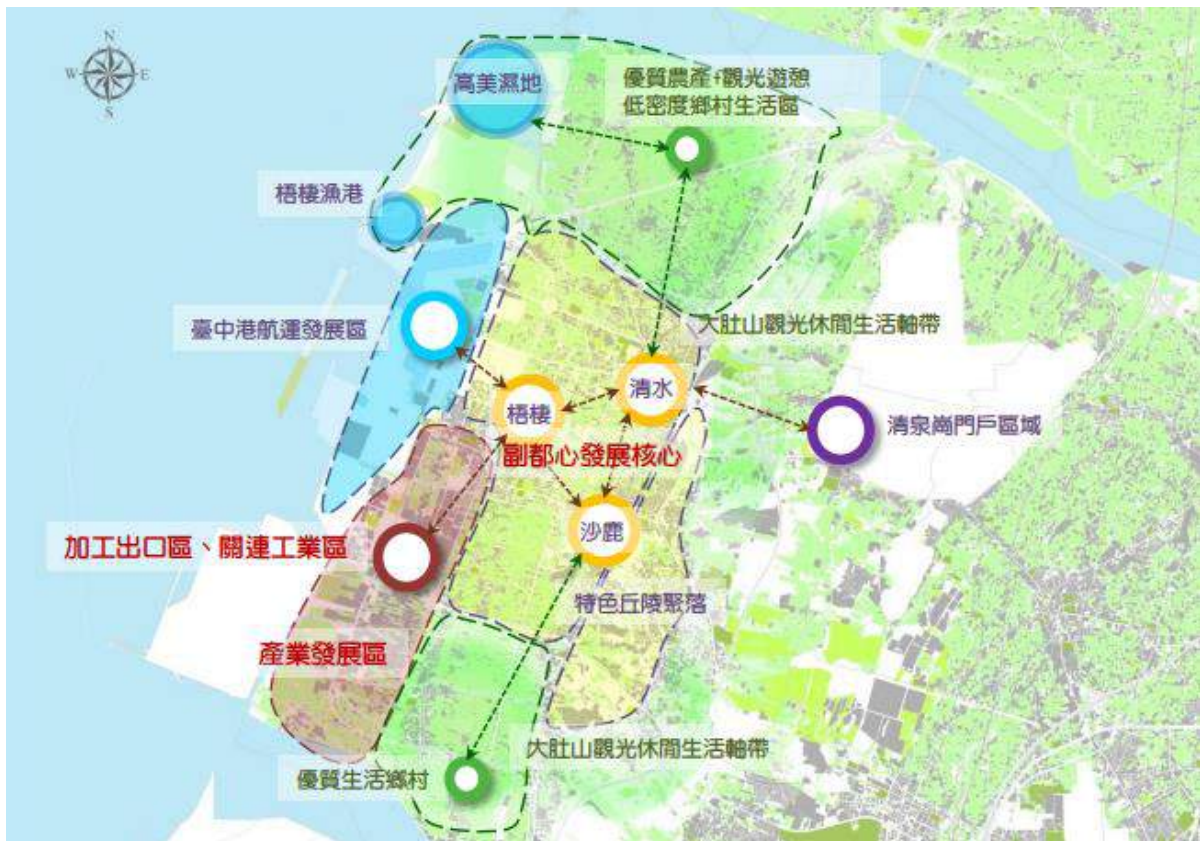 N
W
E
S
高美濕地
優質農產+觀光遊憩
低密度鄉村生活區
梧棲漁港
臺中港航運發展區
大肚山觀光休閒生活軸帶
清水
梧棲
清泉崗門戶區域
副都心發展核心
沙鹿
加工出口區、關連工業區
特色丘陵聚落
產業發展區
大肚山觀光休閒生活軸帶
優質生活鄉村